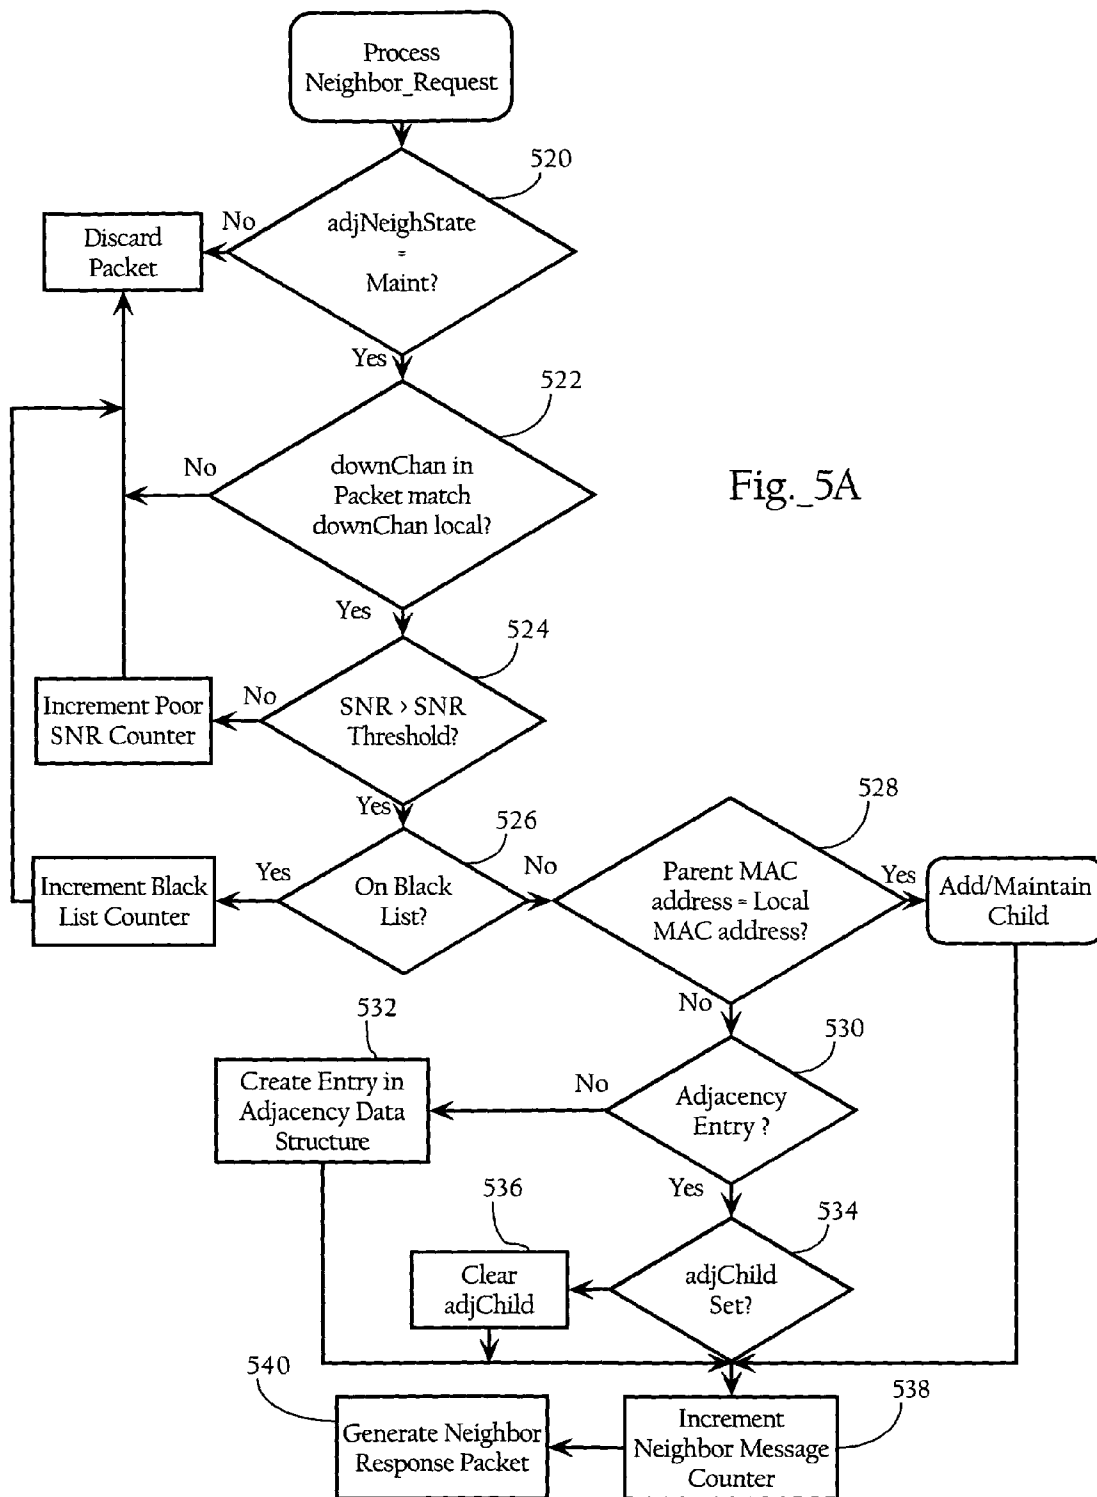 Process
Neighbor_Request
520
adjNeighState
=
Maint?
No
Discard
Packet
Yes
522
downChan in
Packet match
downChan local?
No
Fig._5A
Yes
524
SNR > SNR
Threshold?
No
Increment Poor
SNR Counter
Yes
526
On Black
List?
Yes
Increment Black
List Counter
No
528
Parent MAC
address = Local
MAC address?
Yes
Add/Maintain
Child
No
530
Adjacency
Entry ?
No
532
Create Entry in
Adjacency Data
Structure
Yes
534
adjChild
Set?
536
Clear
adjChild
538
Increment
Neighbor Message
Counter
540
Generate Neighbor
Response Packet